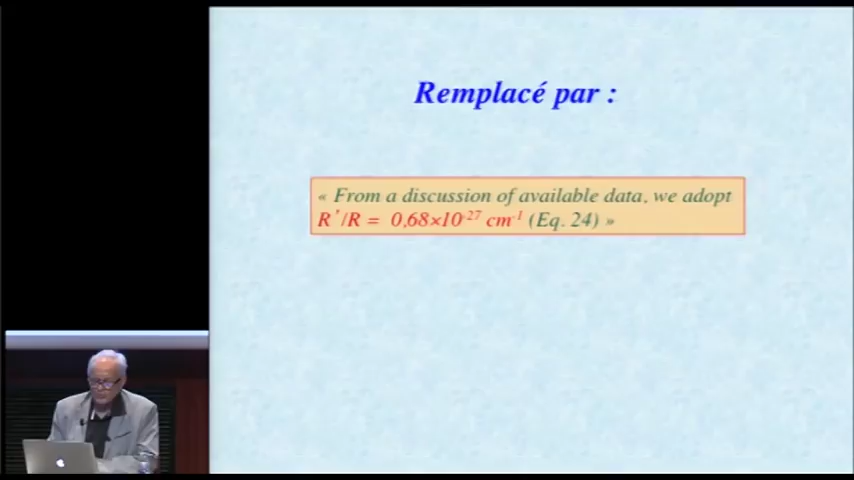 Remplacé par :
« From a discussion of available data, we adopt
R’/R = 0,68×10⁻²⁷ cm⁻¹ (Eq. 24) »